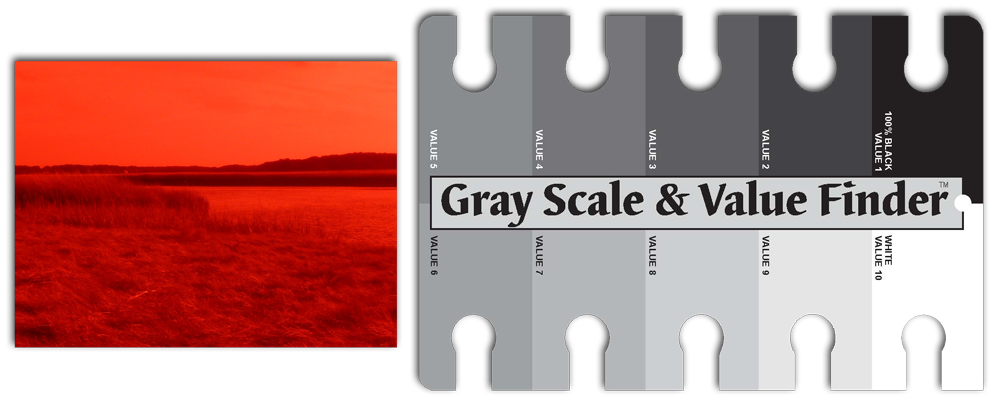 VALUE 5
VALUE 4
VALUE 3
VALUE 2
100% BLACK
VALUE 1
Gray Scale & Value Finder™
VALUE 6
VALUE 7
VALUE 8
VALUE 9
WHITE
VALUE 10